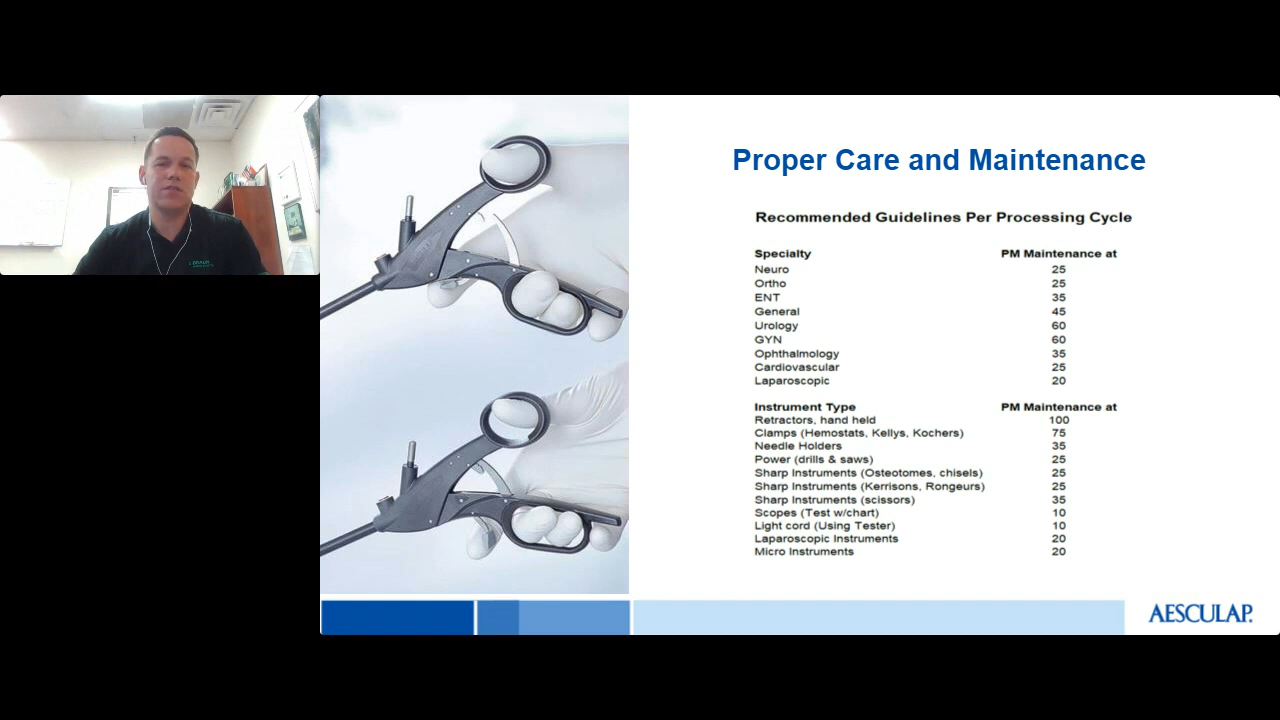 B BRAUN
Proper Care and Maintenance
Recommended Guidelines Per Processing Cycle
Specialty PM Maintenance at
Neuro 25
Ortho 25
ENT 35
General 45
Urology 60
GYN 60
Ophthalmology 35
Cardiovascular 25
Laparoscopic 20
Instrument Type PM Maintenance at
Retractors, hand held 100
Clamps (Hemostats, Kellys, Kochers) 75
Needle Holders 35
Power (drills & saws) 25
Sharp Instruments (Osteotomes, chisels) 25
Sharp Instruments (Kerrisons, Rongeurs) 25
Sharp Instruments (scissors) 35
Scopes (Test w/chart) 10
Light cord (Using Tester) 10
Laparoscopic Instruments 20
Micro Instruments 20
AESCULAP.